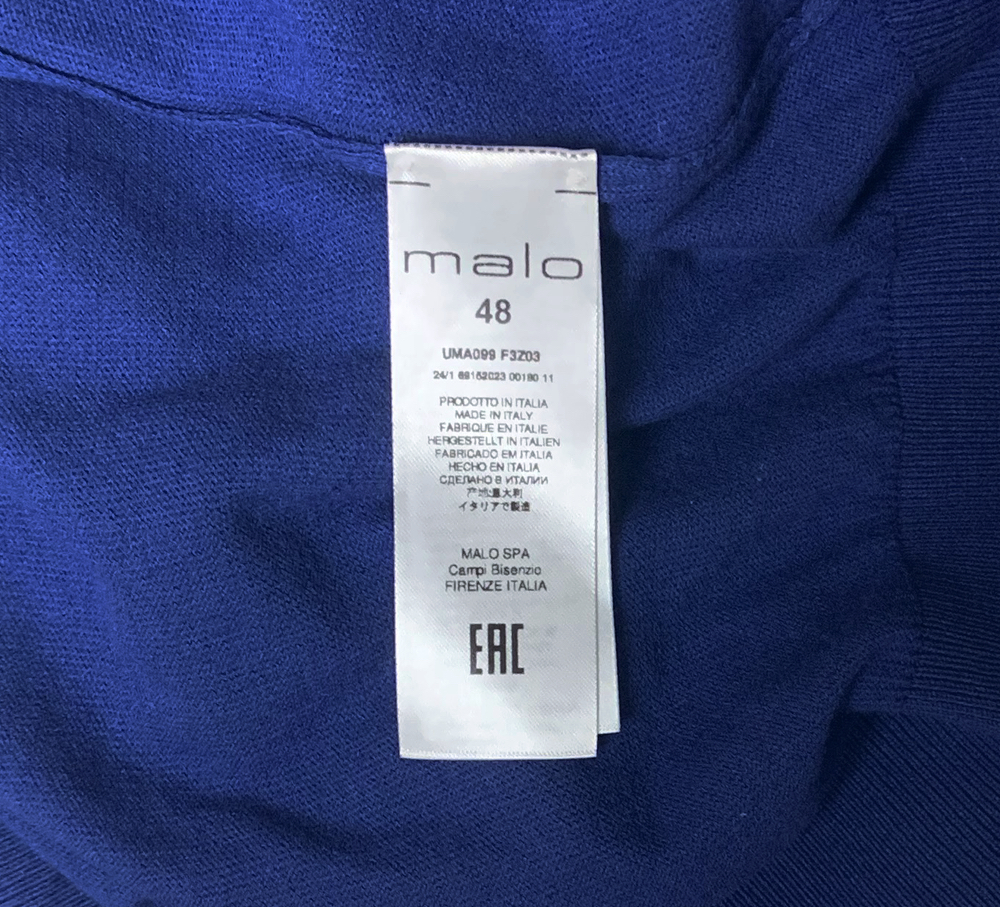 malo
48
UMA099 F3Z03
24/1 69152023 00190 11
PRODOTTO IN ITALIA
MADE IN ITALY
FABRIQUE EN ITALIE
HERGESTELLT IN ITALIEN
FABRICADO EM ITALIA
HECHO EN ITALIA
СДЕЛАНО В ИТАЛИИ
产地:意大利
イタリアで製造
MALO SPA
Campi Bisenzio
FIRENZE ITALIA
EAC